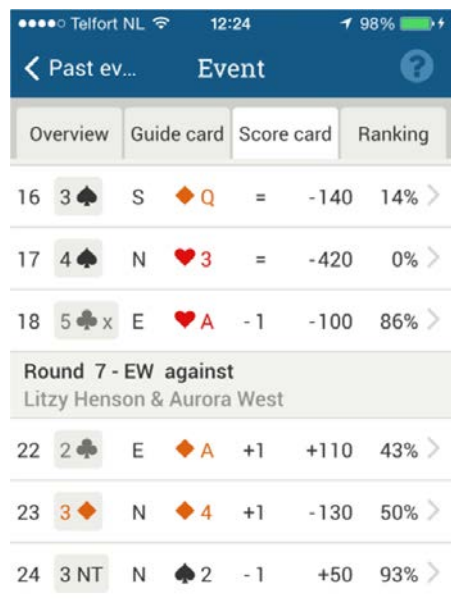 Telfort NL 12:24 98%
Past ev... Event ?
Overview Guide card Score card Ranking
16 3♠ S ♦Q = -140 14%
17 4♠ N ♥3 = -420 0%
18 5♣x E ♥A -1 -100 86%
Round 7 - EW against
Litzy Henson & Aurora West
22 2♣ E ♦A +1 +110 43%
23 3♦ N ♦4 +1 -130 50%
24 3 NT N ♠2 -1 +50 93%